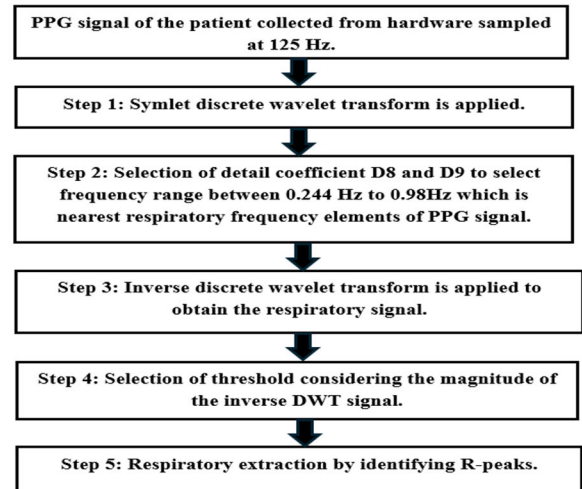 PPG signal of the patient collected from hardware sampled
at 125 Hz.
Step 1: Symlet discrete wavelet transform is applied.
Step 2: Selection of detail coefficient D8 and D9 to select
frequency range between 0.244 Hz to 0.98Hz which is
nearest respiratory frequency elements of PPG signal.
Step 3: Inverse discrete wavelet transform is applied to
obtain the respiratory signal.
Step 4: Selection of threshold considering the magnitude of
the inverse DWT signal.
Step 5: Respiratory extraction by identifying R-peaks.